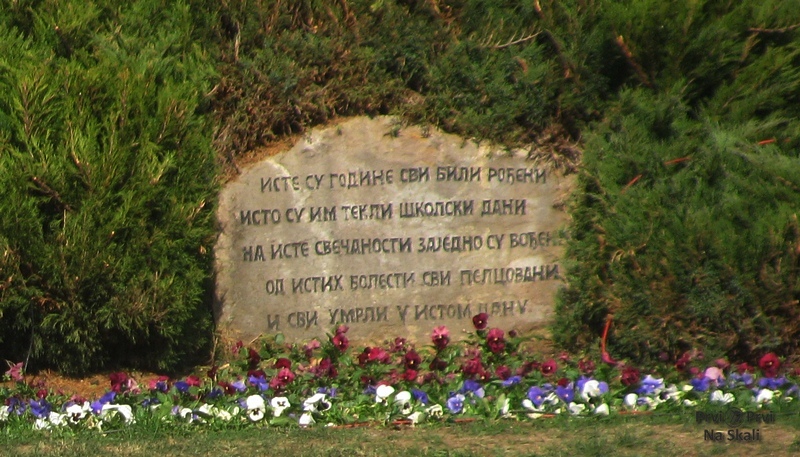 ИСТЕ СУ ГОДИНЕ СВИ БИЛИ РОЂЕНИ
ИСТО СУ ИМ ТЕКЛИ ШКОЛСКИ ДАНИ
НА ИСТЕ СВЕЧАНОСТИ ЗАЈЕДНО СУ ВОЂЕНИ
ОД ИСТИХ БОЛЕСТИ СВИ ПЕЛЦОВАНИ
И СВИ УМРЛИ У ИСТОМ ДАНУ
Na Skali